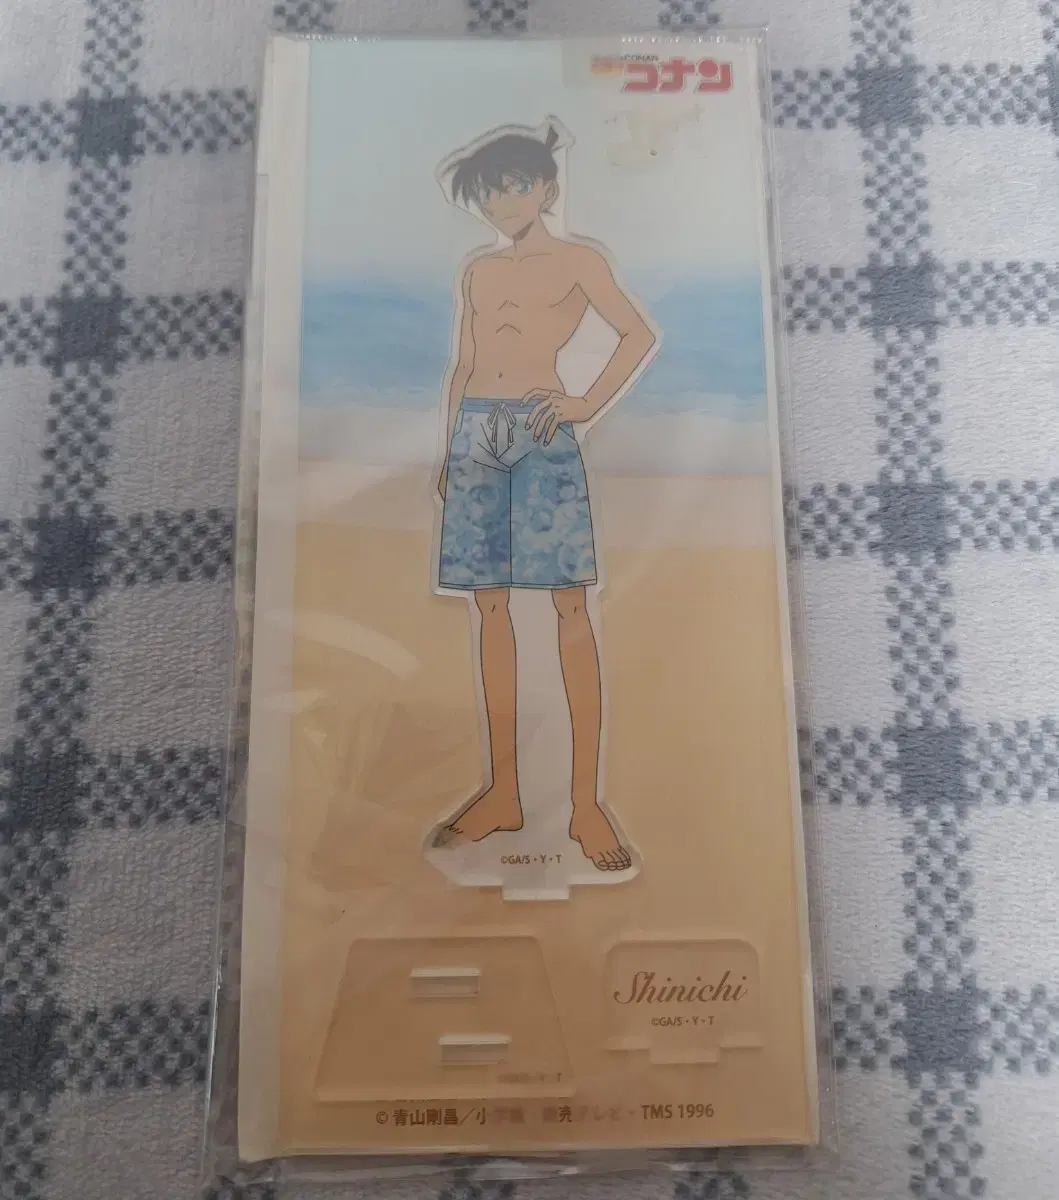 CONAN
コナン
©GA/S・Y・T
Shinichi
©GA/S・Y・T
© 青山剛昌/小学館・読売テレビ・TMS 1996